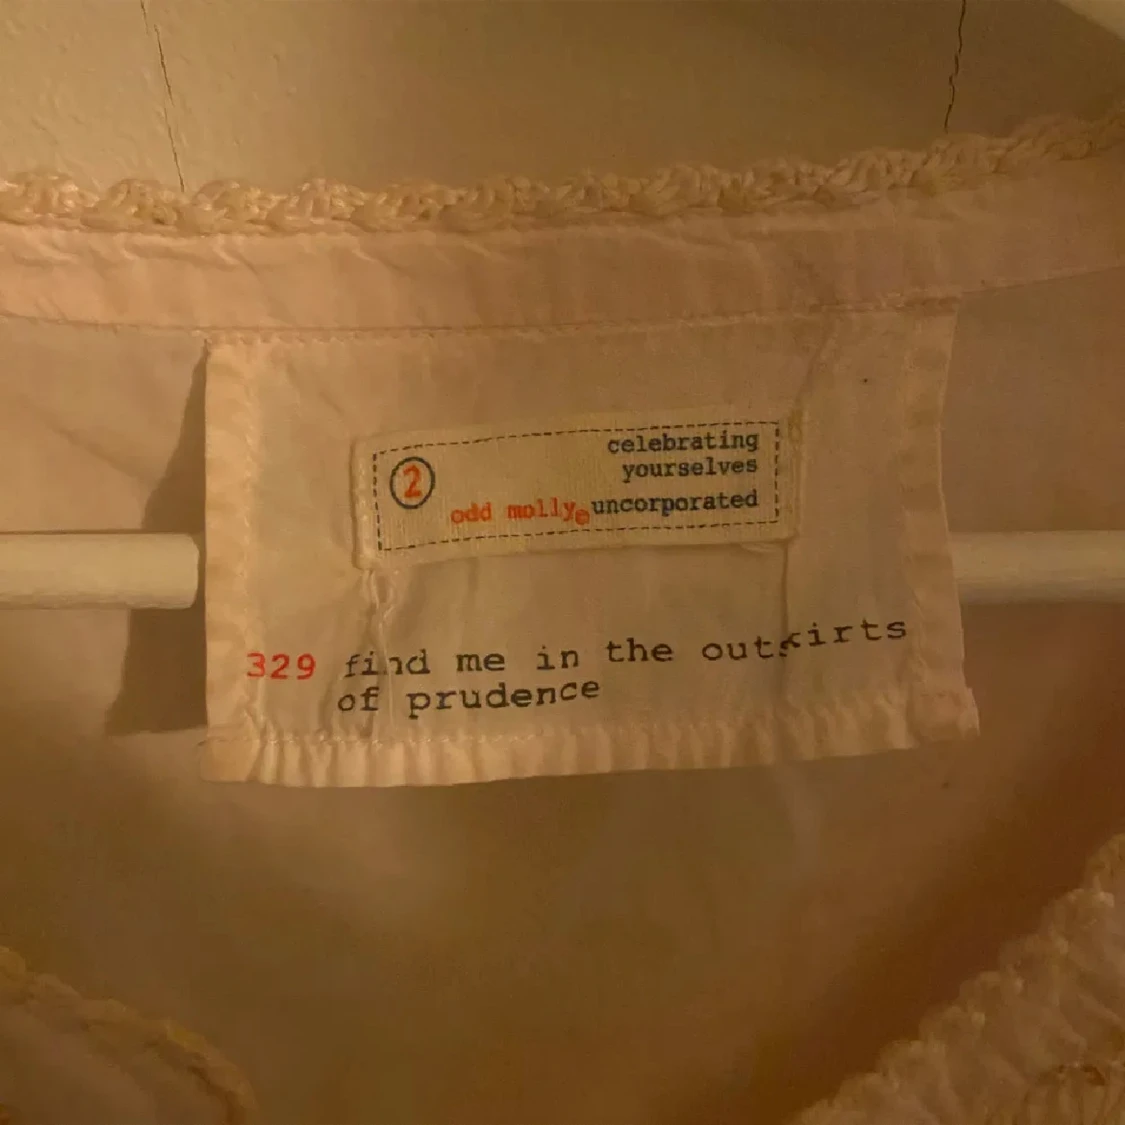 2
celebrating
yourselves
odd molly® uncorporated
329 find me in the outskirts
of prudence